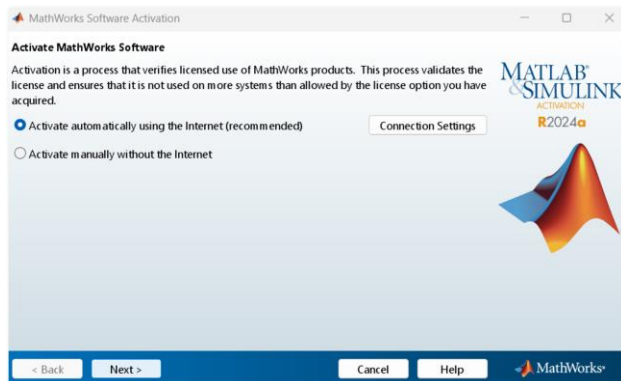 MathWorks Software Activation
Activate MathWorks Software
Activation is a process that verifies licensed use of MathWorks products. This process validates the
license and ensures that it is not used on more systems than allowed by the license option you have
acquired.
Activate automatically using the Internet (recommended)
Connection Settings
Activate manually without the Internet
MATLAB®
&SIMULINK
ACTIVATION
R2024a
< Back
Next >
Cancel
Help
MathWorks®